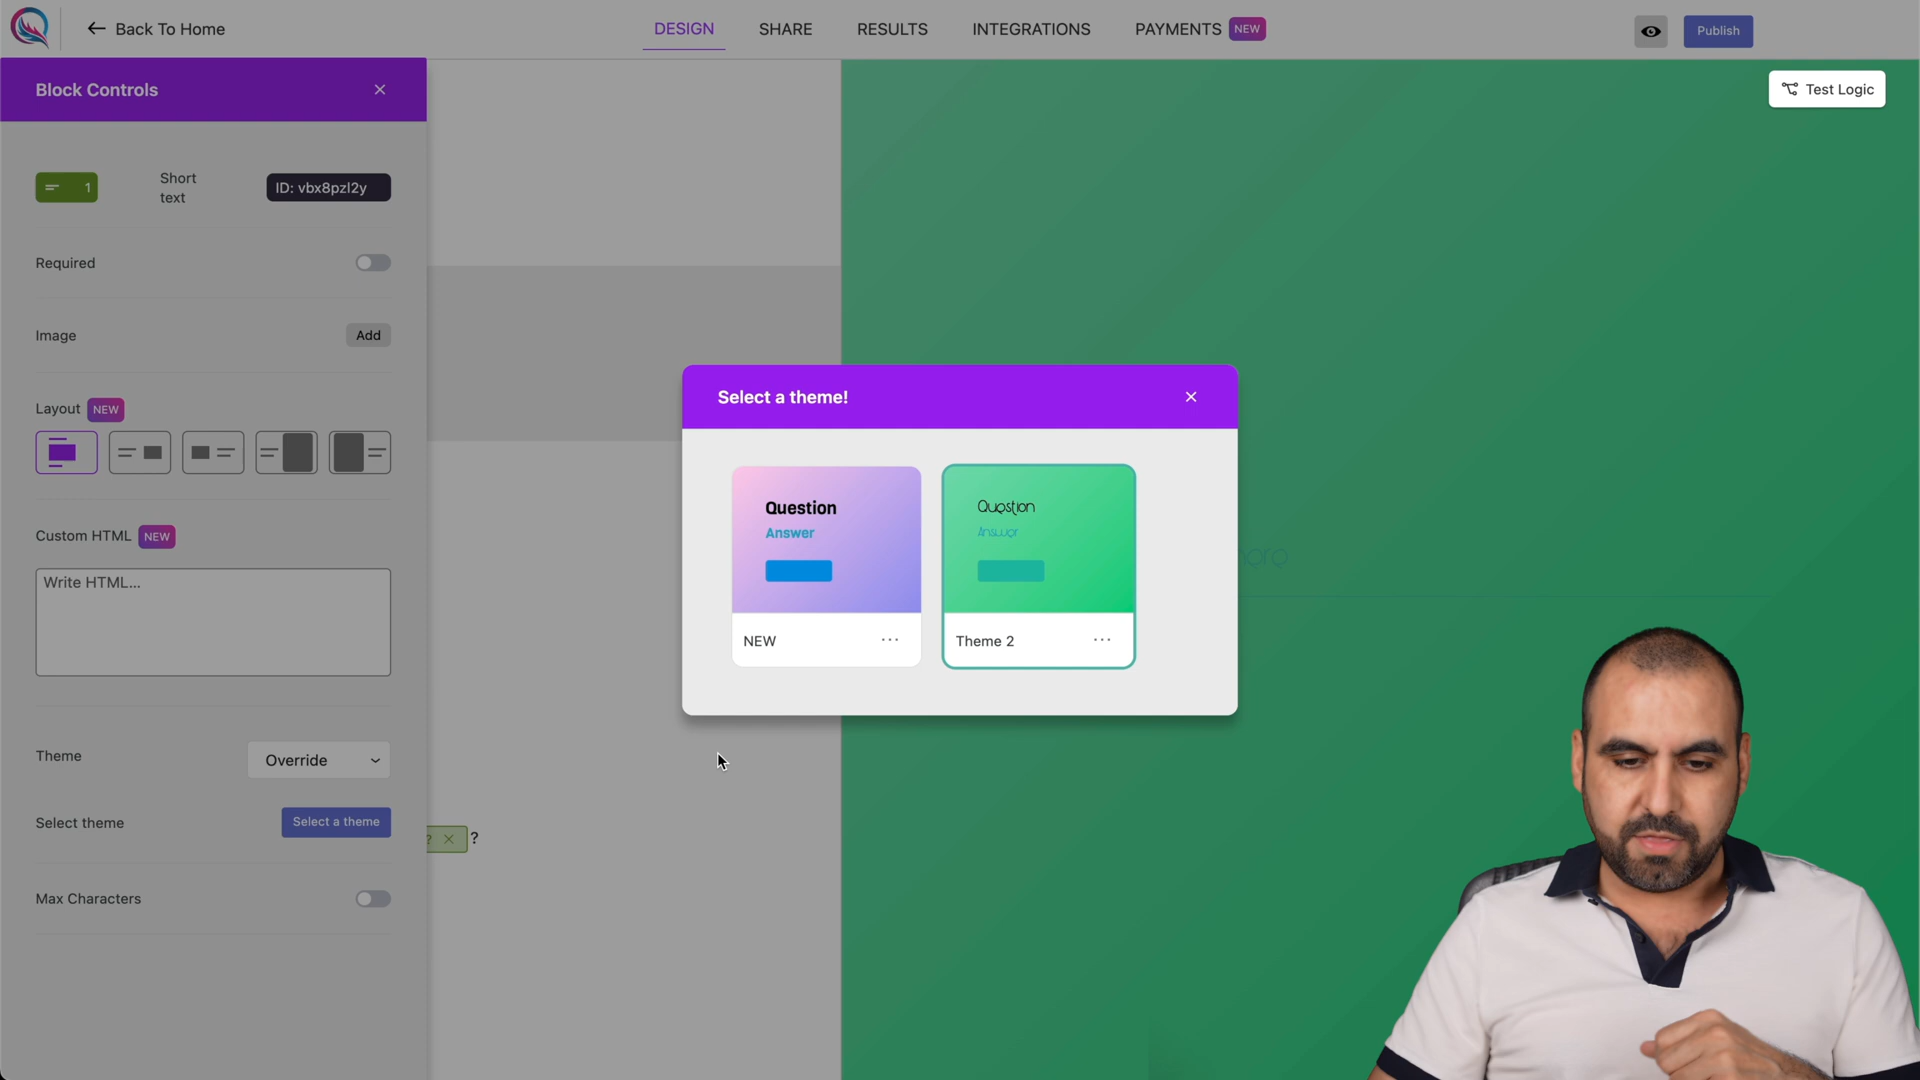 Back To Home
DESIGN
SHARE
RESULTS
INTEGRATIONS
PAYMENTS NEW
Publish
Block Controls
Test Logic
1
Short
text
ID: vbx8pzl2y
Required
Image
Add
Layout NEW
Custom HTML NEW
Write HTML...
Theme
Override
Select theme
Select a theme
Max Characters
?
Select a theme!
Question
Answer
NEW
Question
Answer
Theme 2